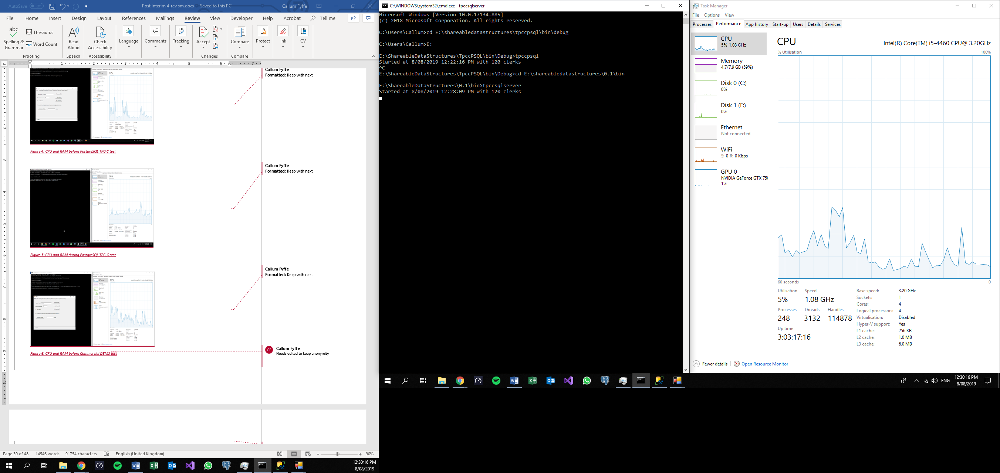 AutoSave Off
Post Interim 4_rev sm.docx - Saved to this PC
Callum Fyffe
File Home Insert Design Layout References Mailings Review View Developer Help Acrobat Tell me
abc
Spelling & Grammar
Thesaurus
Word Count
Proofing
Read Aloud
Speech
Check Accessibility
Accessibility
Language
Comments
Tracking
Accept
Changes
Compare
Compare
Protect
Ink
CV
Callum Fyffe
Formatted: Keep with next
Figure 4: CPU and RAM before PostgreSQL TPC-C test
Callum Fyffe
Formatted: Keep with next
Figure 5: CPU and RAM during PostgreSQL TPC-C test
Callum Fyffe
Formatted: Keep with next
Figure 6: CPU and RAM before Commercial DBMS test
CF
Callum Fyffe
Needs edited to keep anonymity
Page 30 of 48 14546 words 91754 characters English (United Kingdom) 90%
12:30:16 PM
8/08/2019
C:\WINDOWS\system32\cmd.exe - tpccsqlserver
Microsoft Windows [Version 10.0.17134.885]
(c) 2018 Microsoft Corporation. All rights reserved.
C:\Users\Callum>cd E:\shareabledatastructures\tpccpsql\bin\debug
C:\Users\Callum>E:
E:\ShareableDataStructures\TpccPSQL\bin\Debug>tpccpsql
Started at 8/08/2019 12:22:16 PM with 120 clerks
^C
E:\ShareableDataStructures\TpccPSQL\bin\Debug>cd E:\shareabledatastructures\0.1\bin
E:\ShareableDataStructures\0.1\bin>tpccsqlserver
Started at 8/08/2019 12:28:09 PM with 120 clerks
Task Manager
File Options View
Processes Performance App history Start-up Users Details Services
CPU
5% 1.08 GHz
Memory
4.7/7.9 GB (59%)
Disk 0 (C:)
0%
Disk 1 (E:)
0%
Ethernet
Not connected
WiFi
S: 0 R: 0 Kbps
GPU 0
NVIDIA GeForce GTX 750
1%
CPU
Intel(R) Core(TM) i5-4460 CPU@ 3.20GHz
% Utilisation 100%
60 seconds 0
Utilisation Speed
5% 1.08 GHz
Processes Threads Handles
248 3132 114878
Up time
3:03:17:16
Base speed: 3.20 GHz
Sockets: 1
Cores: 4
Logical processors: 4
Virtualisation: Disabled
Hyper-V support: Yes
L1 cache: 256 KB
L2 cache: 1.0 MB
L3 cache: 6.0 MB
Fewer details
Open Resource Monitor
ENG
12:30:16 PM
8/08/2019